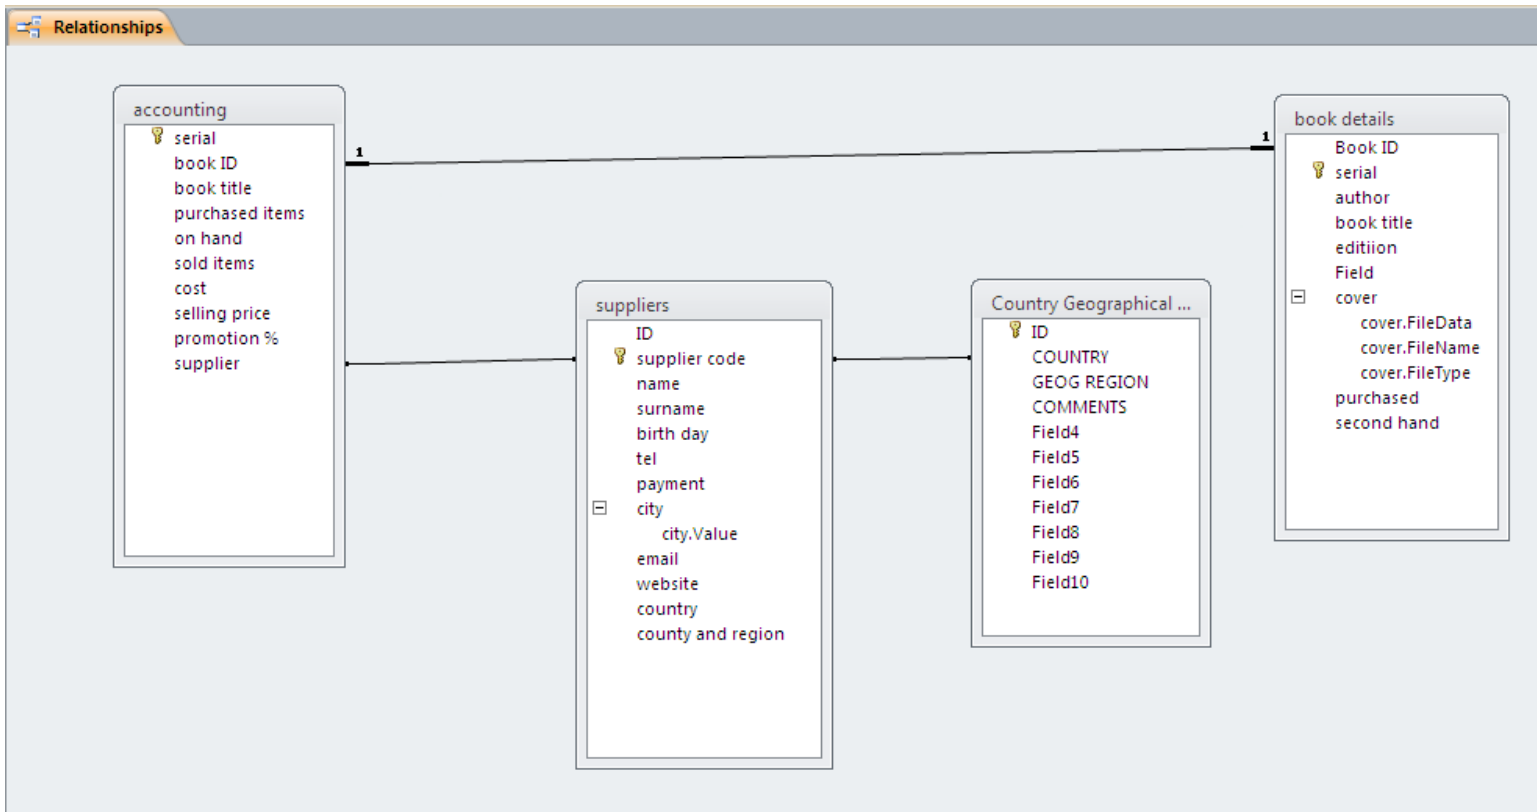 Relationships
accounting
serial
book ID
book title
purchased items
on hand
sold items
cost
selling price
promotion %
supplier
1
1
suppliers
ID
supplier code
name
surname
birth day
tel
payment
city
city.Value
email
website
country
county and region
Country Geographical ...
ID
COUNTRY
GEOG REGION
COMMENTS
Field4
Field5
Field6
Field7
Field8
Field9
Field10
book details
Book ID
serial
author
book title
editiion
Field
cover
cover.FileData
cover.FileName
cover.FileType
purchased
second hand